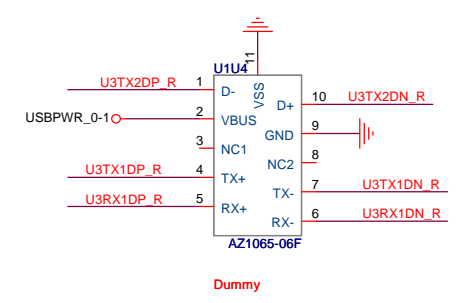 11
U1U4
VSS
U3TX2DP_R 1 D-
D+ 10 U3TX2DN_R
USBPWR_0-1 2 VBUS
GND 9
3 NC1
NC2 8
U3TX1DP_R 4 TX+
TX- 7 U3TX1DN_R
U3RX1DP_R 5 RX+
RX- 6 U3RX1DN_R
AZ1065-06F
Dummy